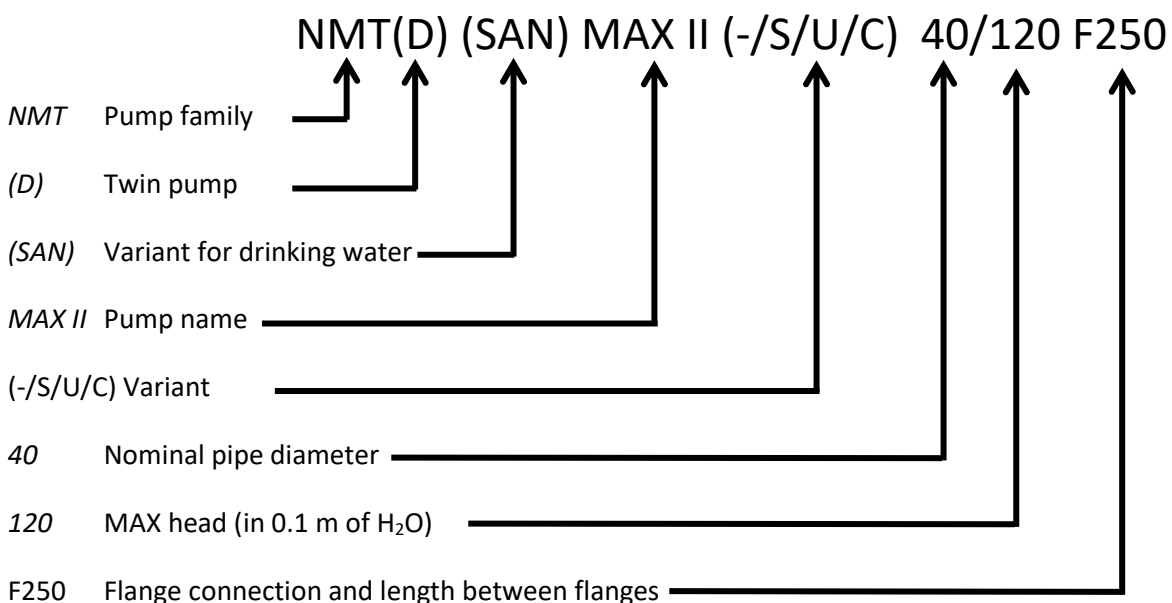 NMT(D) (SAN) MAX II (-/S/U/C) 40/120 F250
NMT Pump family
(D) Twin pump
(SAN) Variant for drinking water
MAX II Pump name
(-/S/U/C) Variant
40 Nominal pipe diameter
120 MAX head (in 0.1 m of H₂O)
F250 Flange connection and length between flanges